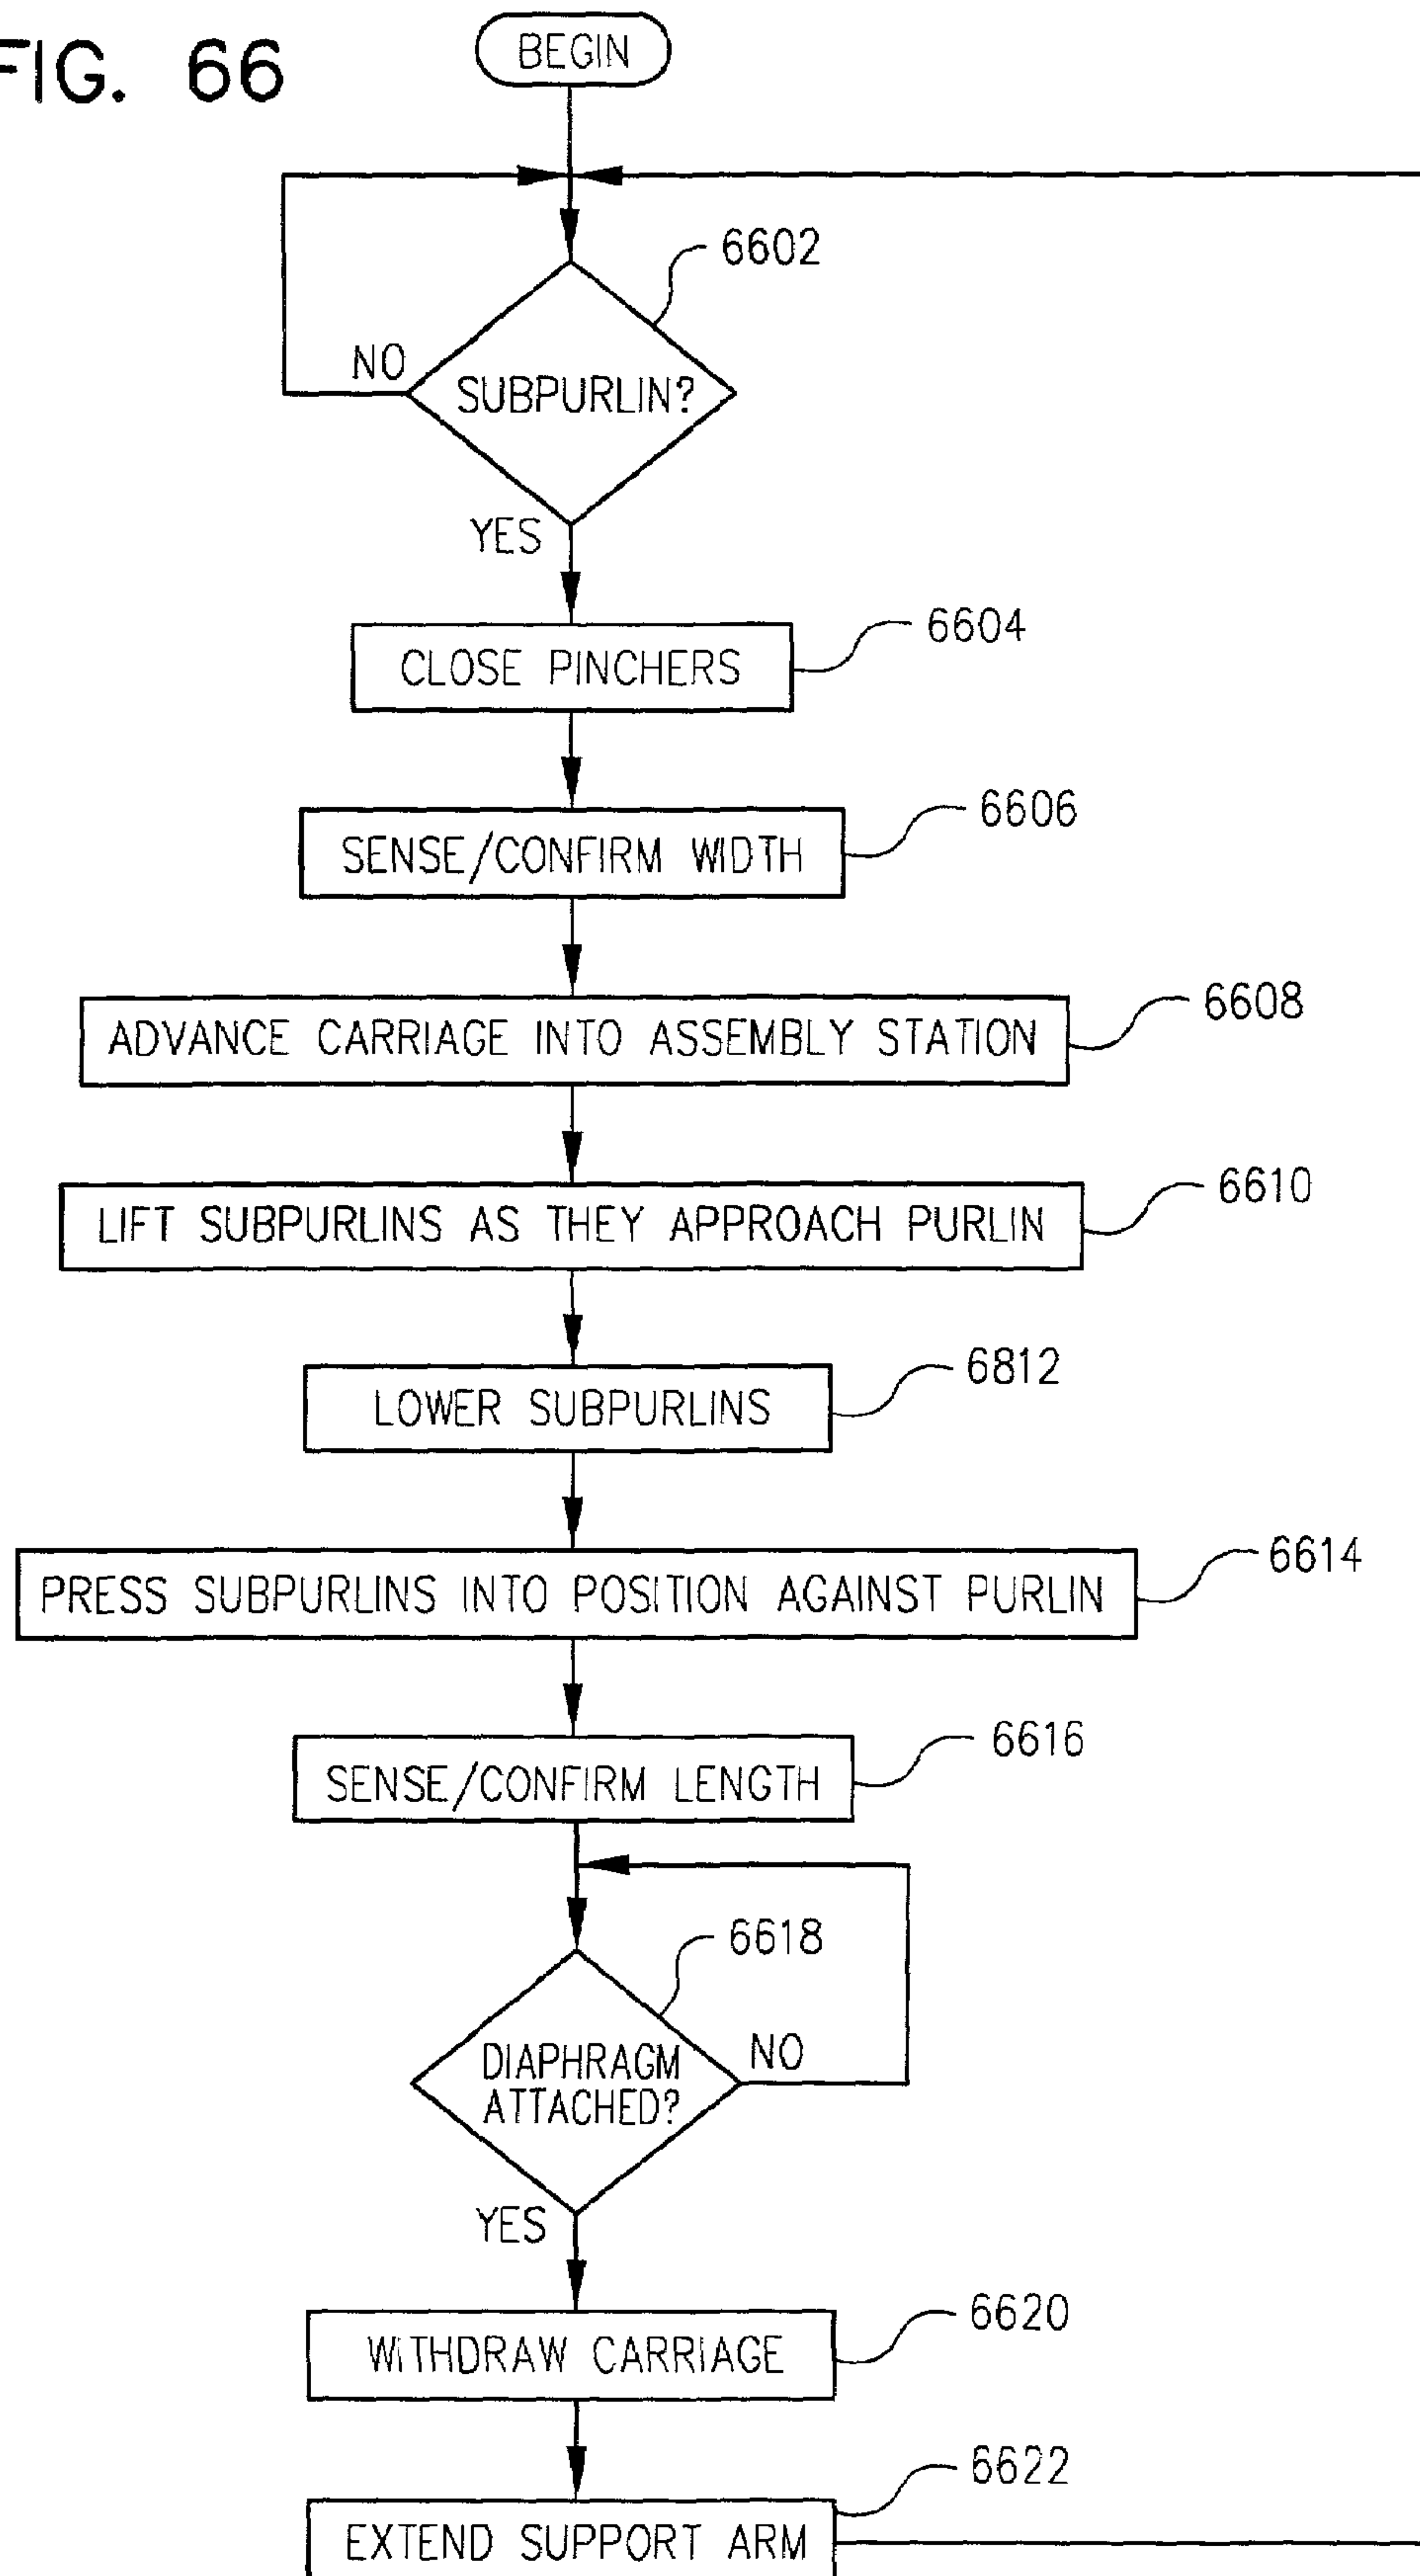 FIG. 66
BEGIN
6602
NO
SUBPURLIN?
YES
6604
CLOSE PINCHERS
6606
SENSE/CONFIRM WIDTH
6608
ADVANCE CARRIAGE INTO ASSEMBLY STATION
6610
LIFT SUBPURLINS AS THEY APPROACH PURLIN
6812
LOWER SUBPURLINS
6614
PRESS SUBPURLINS INTO POSITION AGAINST PURLIN
6616
SENSE/CONFIRM LENGTH
6618
NO
DIAPHRAGM
ATTACHED?
YES
6620
WITHDRAW CARRIAGE
6622
EXTEND SUPPORT ARM